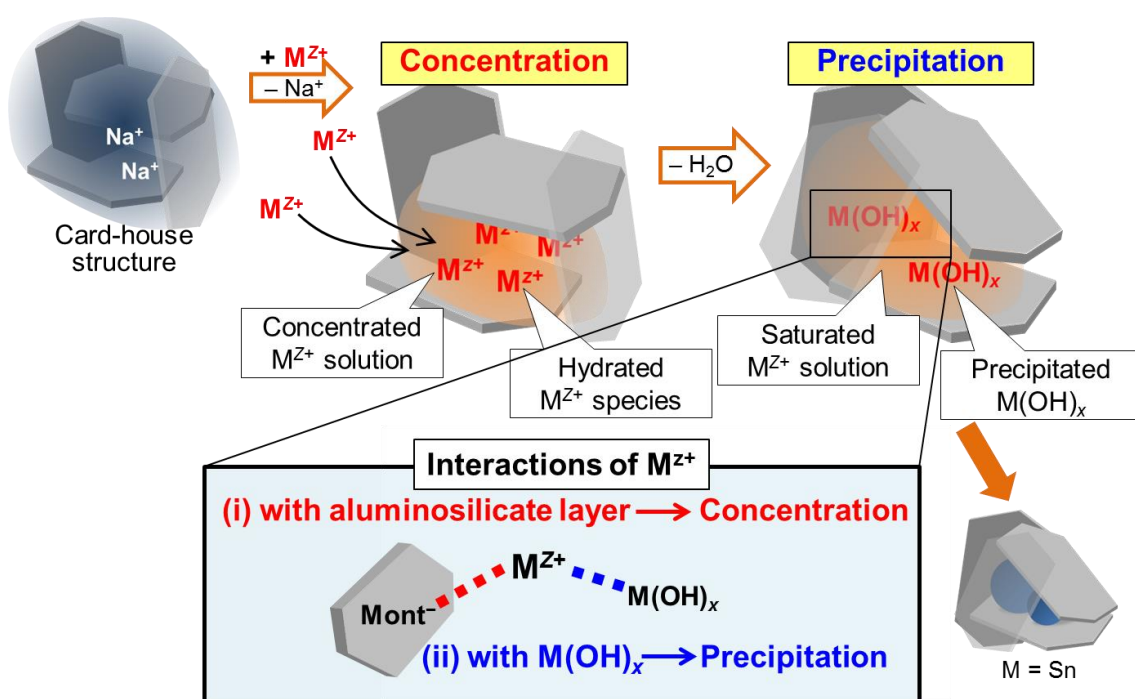 + M^Z+
– Na⁺
Concentration
Precipitation
Na⁺
Na⁺
M^Z+
M^Z+
Card-house
structure
M^Z+
M^Z+
M^Z+
M^Z+
– H₂O
M(OH)ₓ
M(OH)ₓ
Concentrated
M^Z+ solution
Hydrated
M^Z+ species
Saturated
M^Z+ solution
Precipitated
M(OH)ₓ
Interactions of M^Z+
(i) with aluminosilicate layer → Concentration
M^Z+
Mont⁻
M(OH)ₓ
(ii) with M(OH)ₓ → Precipitation
M = Sn